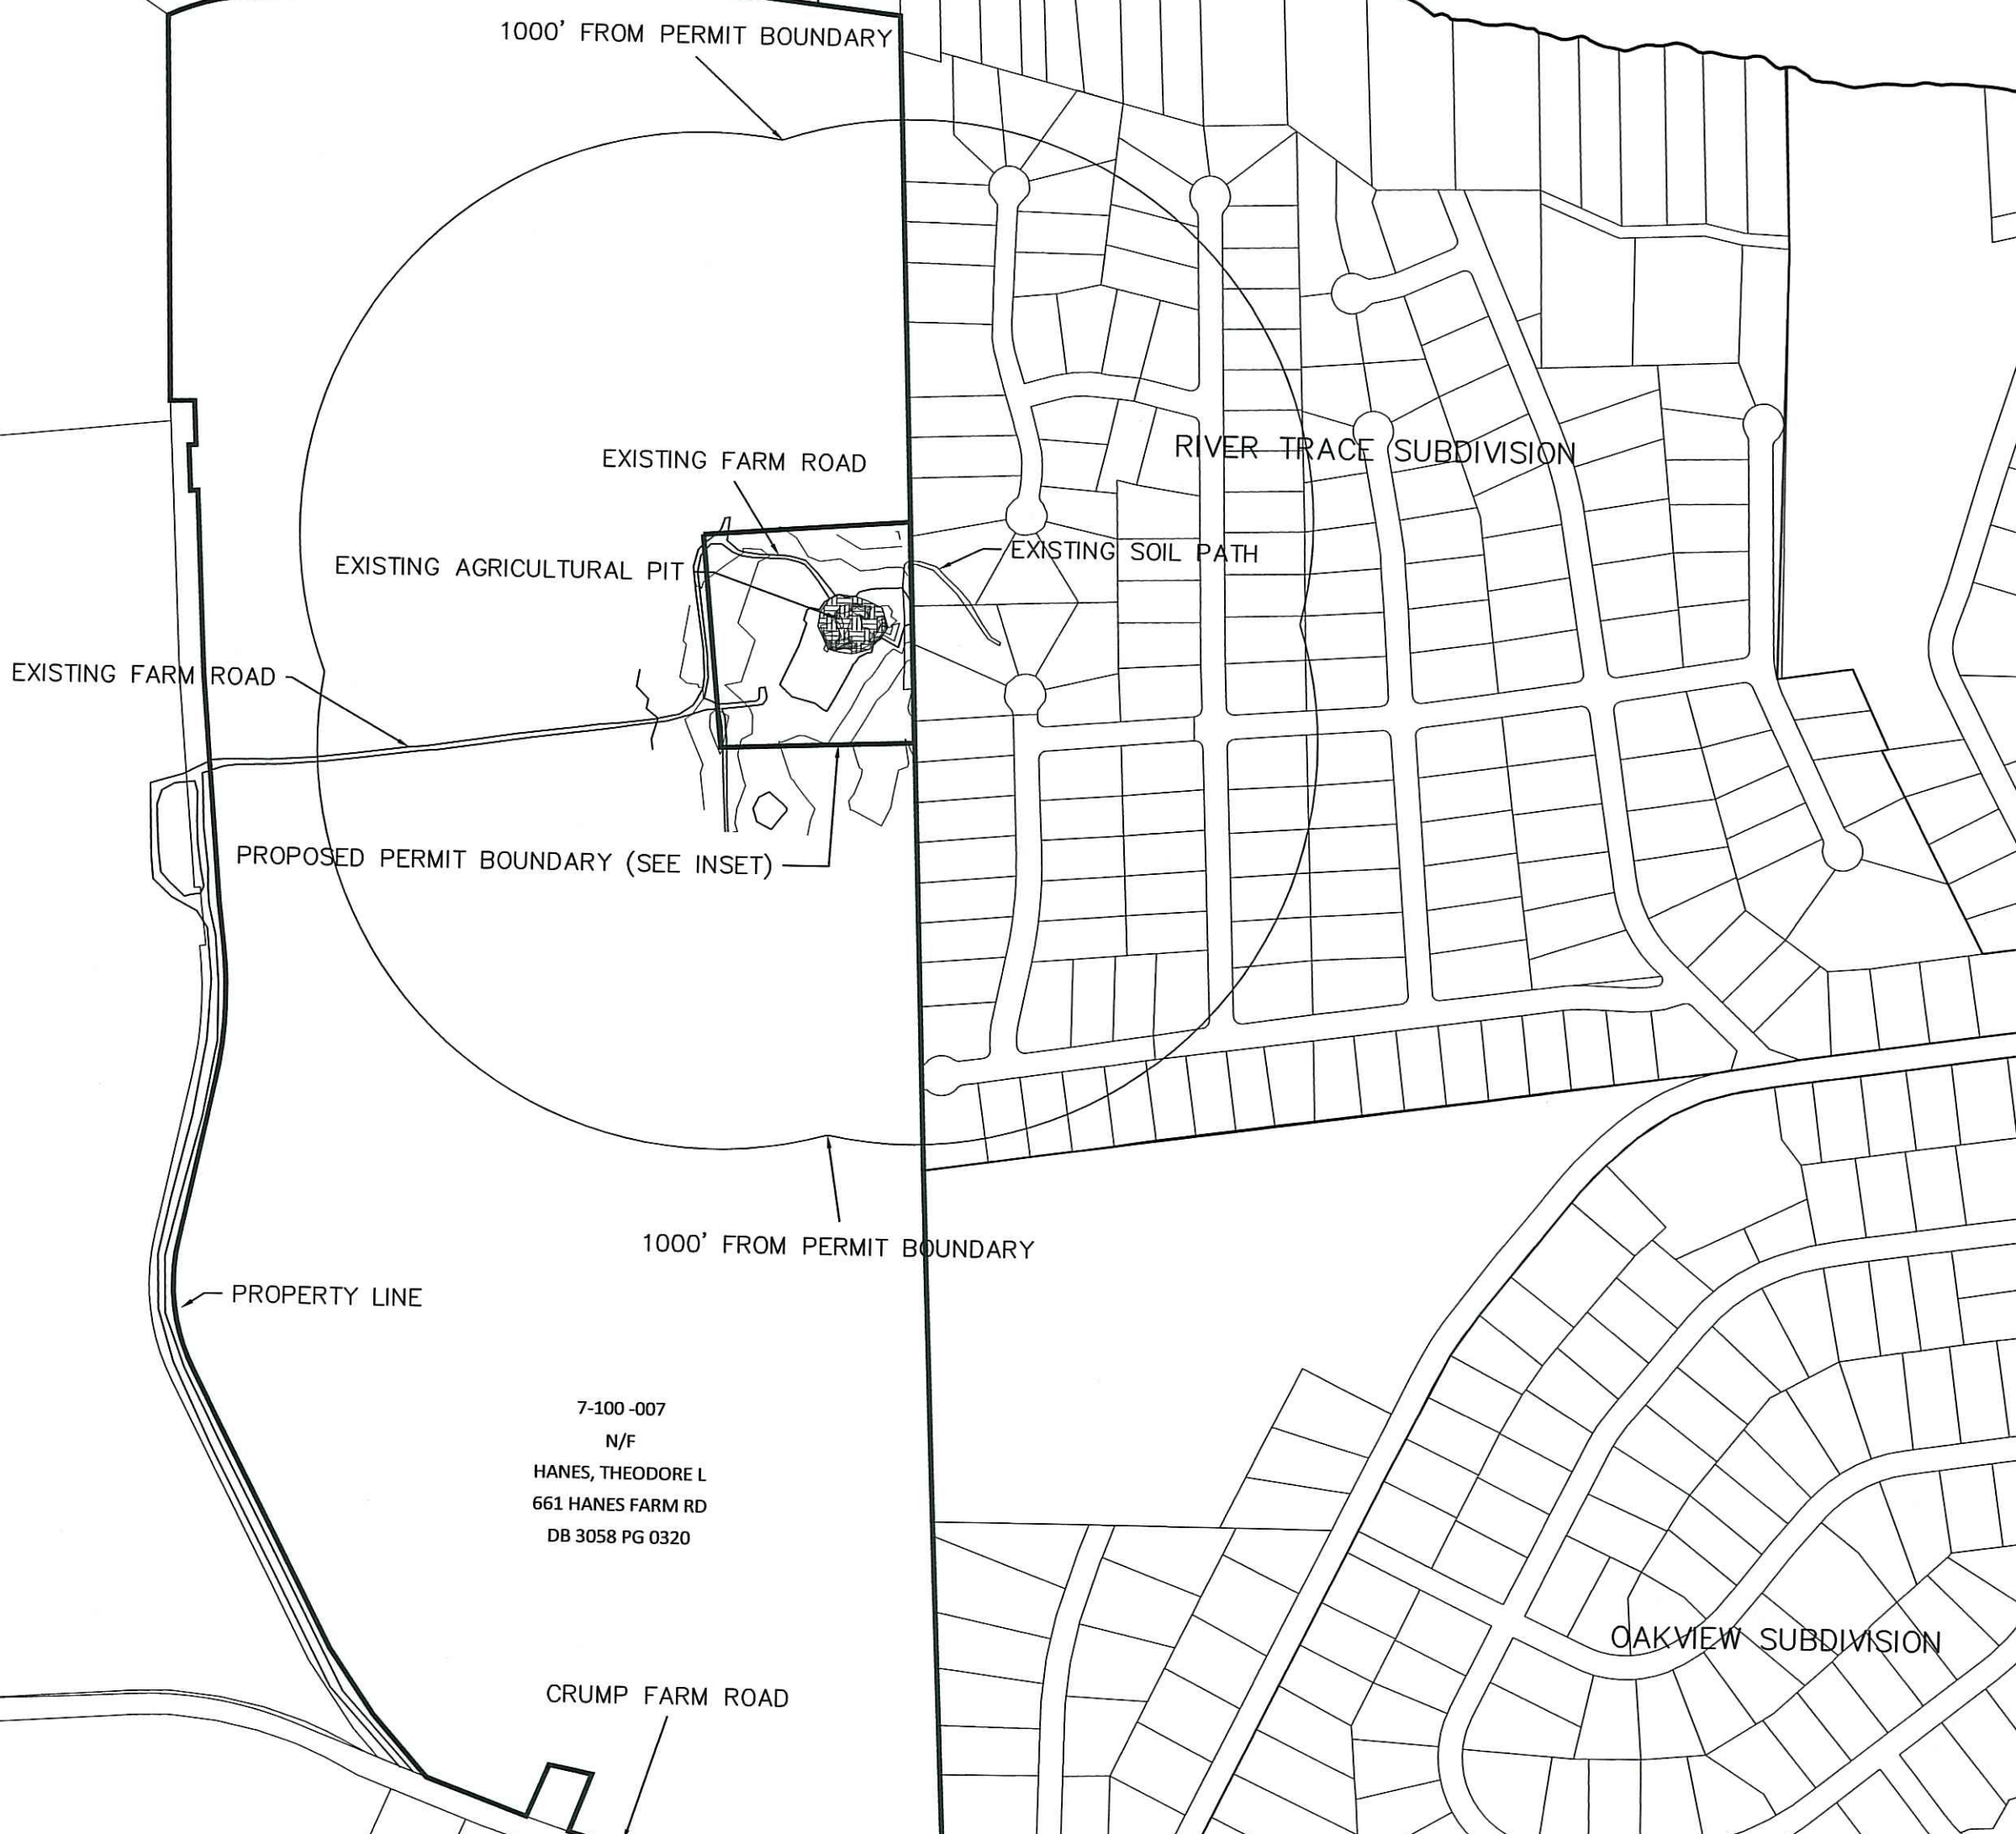 1000' FROM PERMIT BOUNDARY
RIVER TRACE SUBDIVISION
EXISTING FARM ROAD
EXISTING SOIL PATH
EXISTING AGRICULTURAL PIT
EXISTING FARM ROAD
PROPOSED PERMIT BOUNDARY (SEE INSET)
1000' FROM PERMIT BOUNDARY
PROPERTY LINE
7-100 -007
N/F
HANES, THEODORE L
661 HANES FARM RD
DB 3058 PG 0320
OAKVIEW SUBDIVISION
CRUMP FARM ROAD